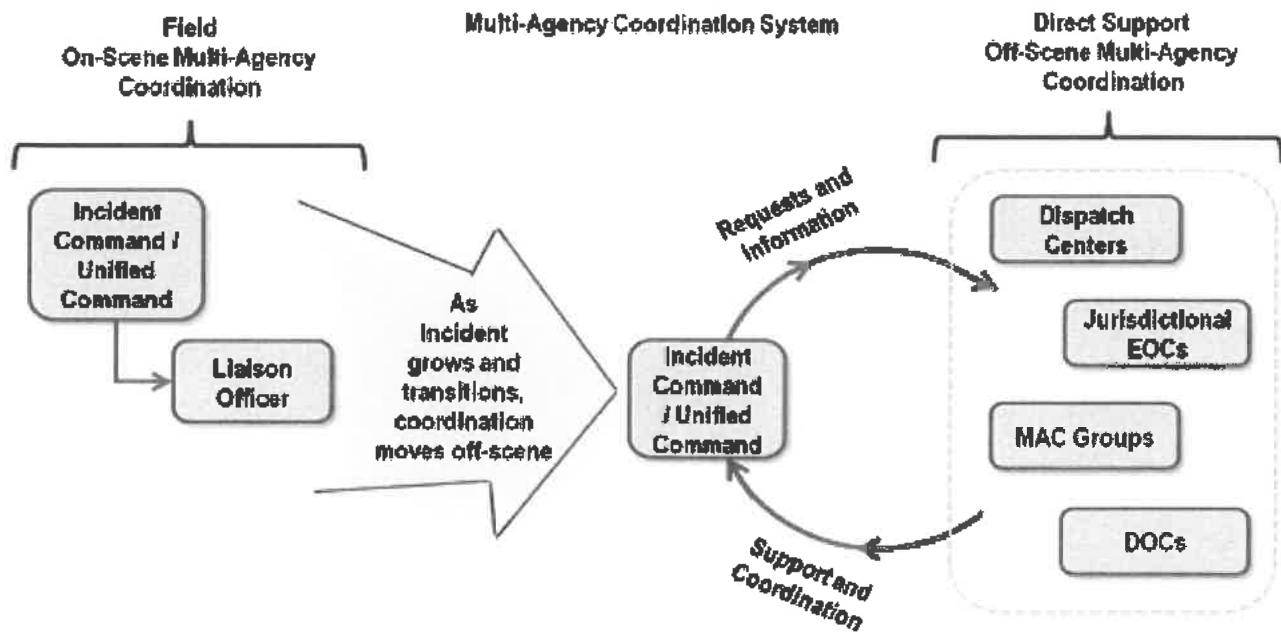 Multi-Agency Coordination System
Field
On-Scene Multi-Agency
Coordination
Direct Support
Off-Scene Multi-Agency
Coordination
Incident
Command /
Unified
Command
Liaison
Officer
As
Incident
grows and
transitions,
coordination
moves off-scene
Requests and
Information
Incident
Command
/ Unified
Command
Support and
Coordination
Dispatch
Centers
Jurisdictional
EOCs
MAC Groups
DOCs